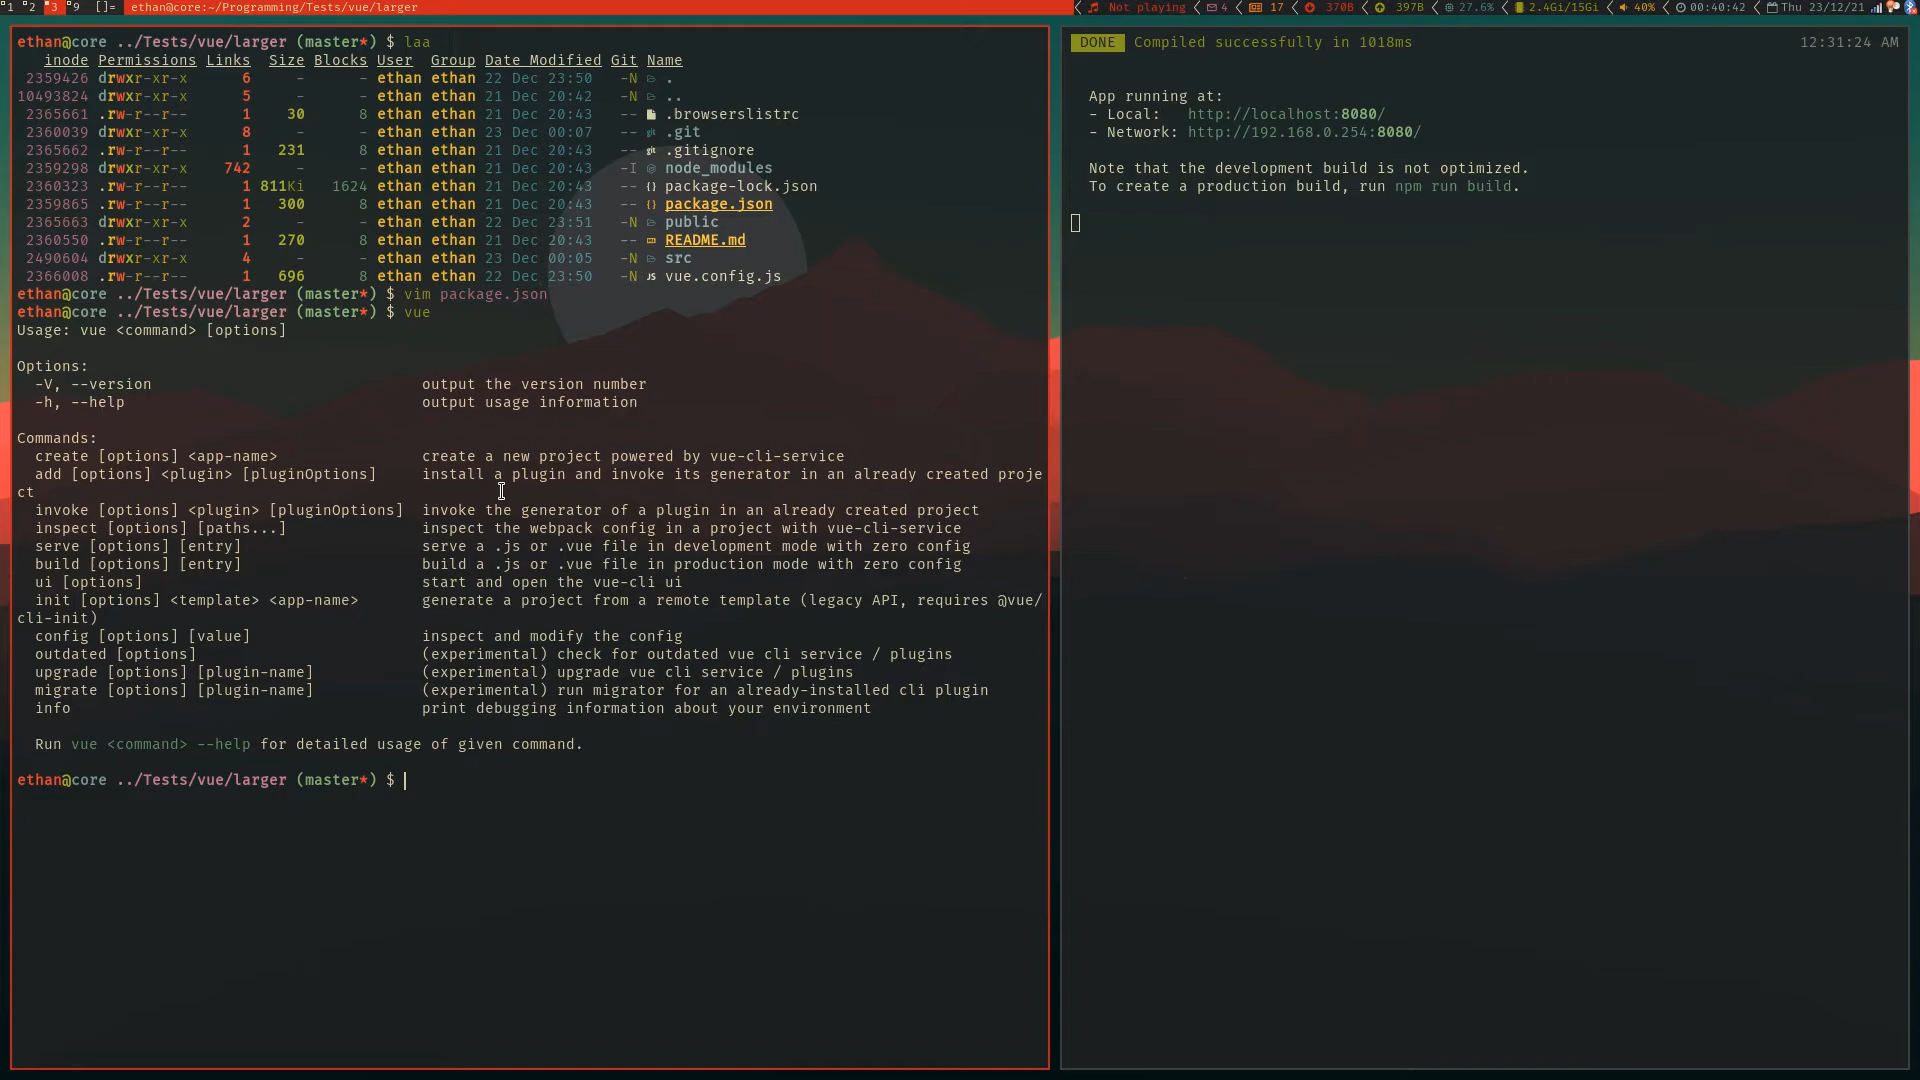 1 2 3 9 []= ethan@core:~/Programming/Tests/vue/larger Not playing 4 17 370B 397B 27.6% 2.4Gi/15Gi 40% 00:40:42 Thu 23/12/21
ethan@core ../Tests/vue/larger (master*) $ laa
inode Permissions Links Size Blocks User Group Date Modified Git Name
2359426 drwxr-xr-x 6 - - ethan ethan 22 Dec 23:50 -N .
10493824 drwxr-xr-x 5 - - ethan ethan 21 Dec 20:42 -N ..
2365661 .rw-r--r-- 1 30 8 ethan ethan 21 Dec 20:43 -- .browserslistrc
2360039 drwxr-xr-x 8 - - ethan ethan 23 Dec 00:07 -- .git
2365662 .rw-r--r-- 1 231 8 ethan ethan 21 Dec 20:43 -- .gitignore
2359298 drwxr-xr-x 742 - - ethan ethan 21 Dec 20:43 -I node_modules
2360323 .rw-r--r-- 1 811Ki 1624 ethan ethan 21 Dec 20:43 -- {} package-lock.json
2359865 .rw-r--r-- 1 300 8 ethan ethan 21 Dec 20:43 -- {} package.json
2365663 drwxr-xr-x 2 - - ethan ethan 22 Dec 23:51 -N public
2360550 .rw-r--r-- 1 270 8 ethan ethan 21 Dec 20:43 -- README.md
2490604 drwxr-xr-x 4 - - ethan ethan 23 Dec 00:05 -N src
2366008 .rw-r--r-- 1 696 8 ethan ethan 22 Dec 23:50 -N JS vue.config.js
ethan@core ../Tests/vue/larger (master*) $ vim package.json
ethan@core ../Tests/vue/larger (master*) $ vue
Usage: vue <command> [options]
Options:
-V, --version output the version number
-h, --help output usage information
Commands:
create [options] <app-name> create a new project powered by vue-cli-service
add [options] <plugin> [pluginOptions] install a plugin and invoke its generator in an already created proje
ct
invoke [options] <plugin> [pluginOptions] invoke the generator of a plugin in an already created project
inspect [options] [paths...] inspect the webpack config in a project with vue-cli-service
serve [options] [entry] serve a .js or .vue file in development mode with zero config
build [options] [entry] build a .js or .vue file in production mode with zero config
ui [options] start and open the vue-cli ui
init [options] <template> <app-name> generate a project from a remote template (legacy API, requires @vue/
cli-init)
config [options] [value] inspect and modify the config
outdated [options] (experimental) check for outdated vue cli service / plugins
upgrade [options] [plugin-name] (experimental) upgrade vue cli service / plugins
migrate [options] [plugin-name] (experimental) run migrator for an already-installed cli plugin
info print debugging information about your environment
Run vue <command> --help for detailed usage of given command.
ethan@core ../Tests/vue/larger (master*) $
DONE Compiled successfully in 1018ms 12:31:24 AM
App running at:
- Local: http://localhost:8080/
- Network: http://192.168.0.254:8080/
Note that the development build is not optimized.
To create a production build, run npm run build.